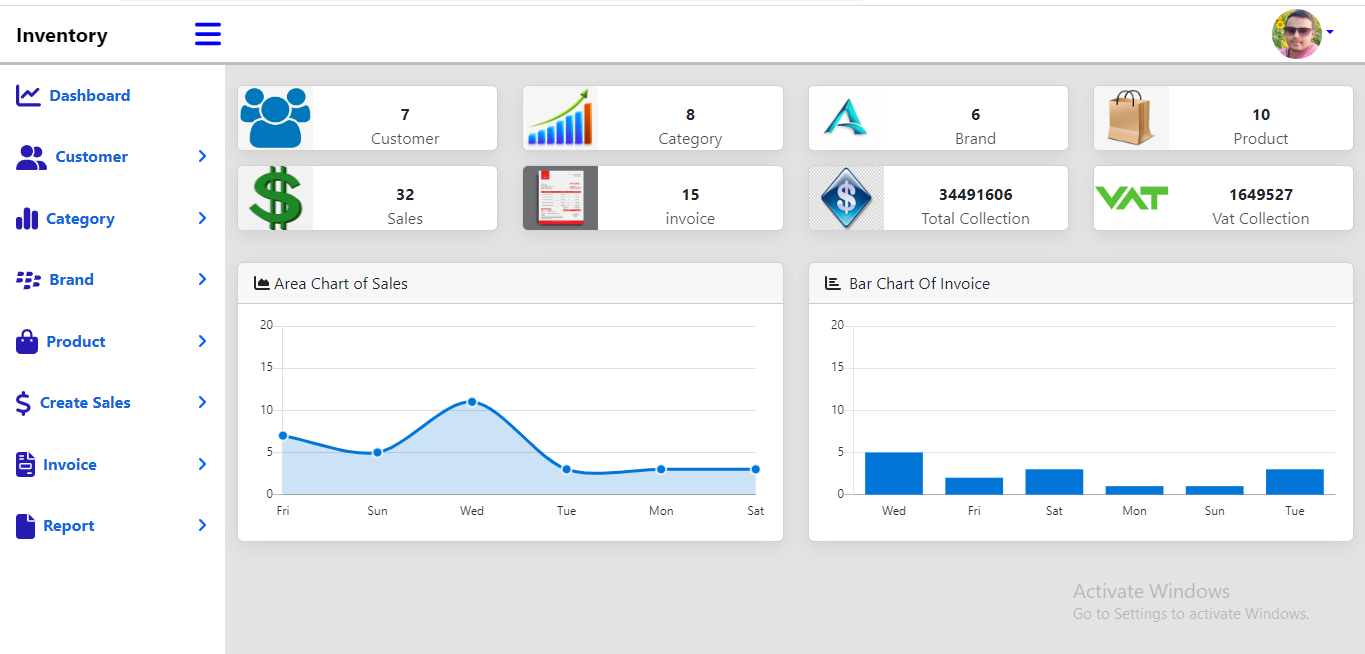 Inventory
Dashboard
Customer
Category
Brand
Product
Create Sales
Invoice
Report
7
Customer
8
Category
6
Brand
10
Product
32
Sales
15
invoice
34491606
Total Collection
VAT
1649527
Vat Collection
Area Chart of Sales
20
15
10
5
0
Fri Sun Wed Tue Mon Sat
Bar Chart Of Invoice
20
15
10
5
0
Wed Fri Sat Mon Sun Tue
Activate Windows
Go to Settings to activate Windows.